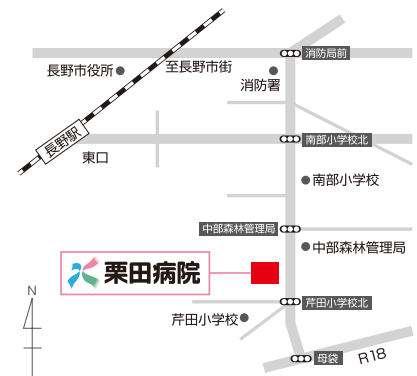 消防局前
長野市役所
至長野市街
消防署
長野駅
東口
南部小学校北
南部小学校
中部森林管理局
中部森林管理局
栗田病院
N
芹田小学校北
芹田小学校
母袋
R18